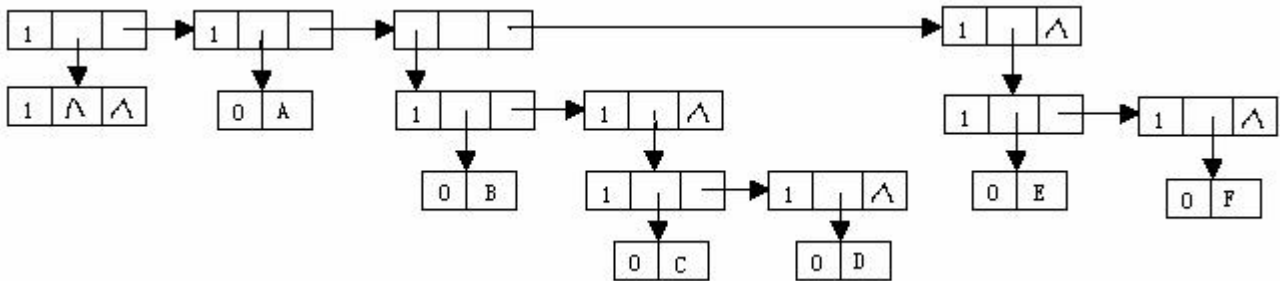 1 1 1 ∧
1 ∧ ∧ 0 A 1 1 ∧ 1 1 ∧
0 B 1 1 ∧ 0 E 0 F
0 C 0 D